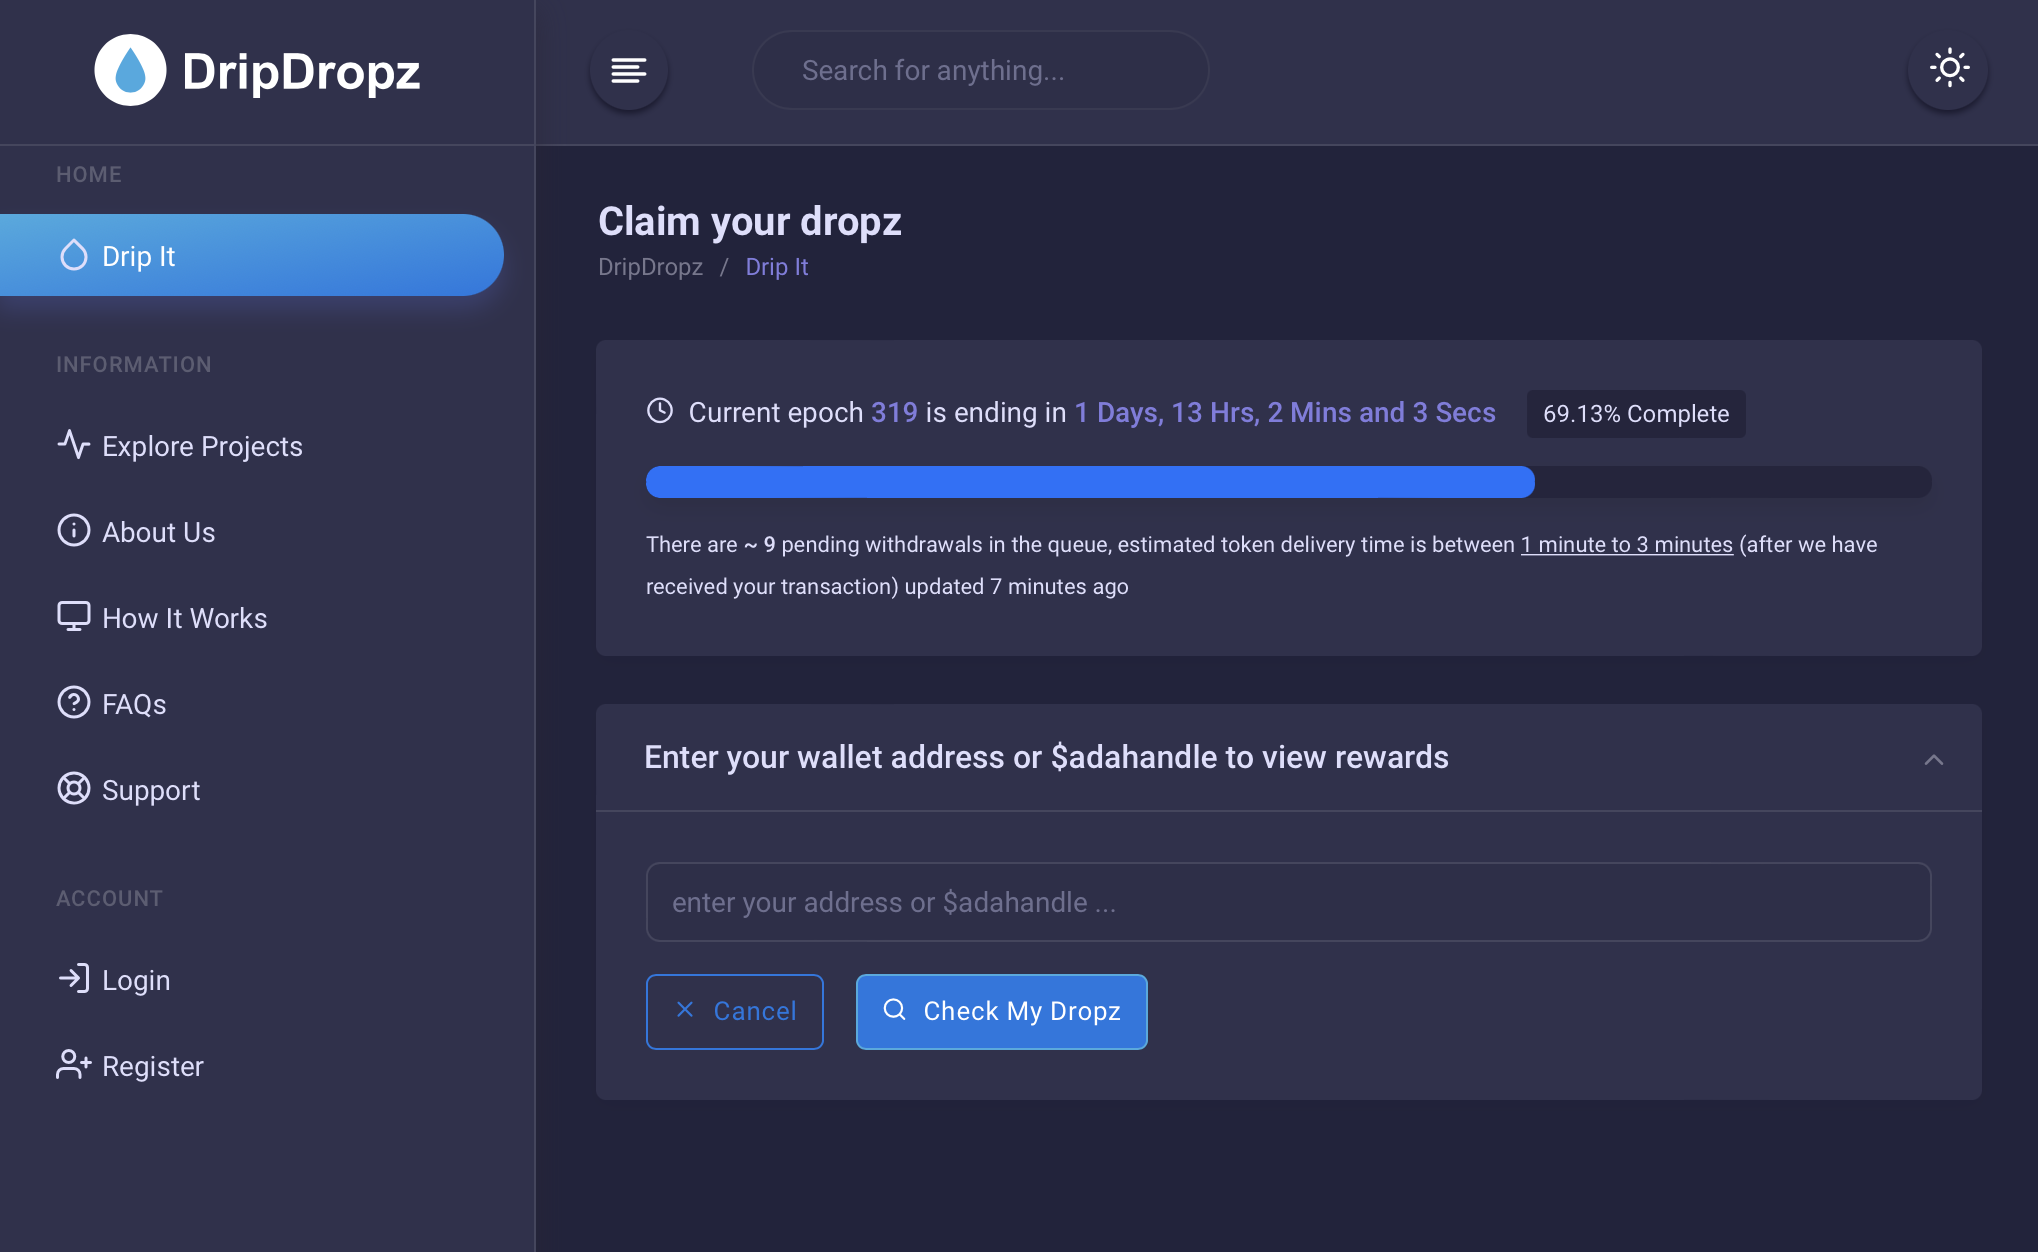 DripDropz
Search for anything...
HOME
Drip It
INFORMATION
Explore Projects
About Us
How It Works
FAQs
Support
ACCOUNT
Login
Register
Claim your dropz
DripDropz / Drip It
Current epoch 319 is ending in 1 Days, 13 Hrs, 2 Mins and 3 Secs 69.13% Complete
There are ~ 9 pending withdrawals in the queue, estimated token delivery time is between 1 minute to 3 minutes (after we have
received your transaction) updated 7 minutes ago
Enter your wallet address or $adahandle to view rewards
enter your address or $adahandle ...
Cancel Check My Dropz